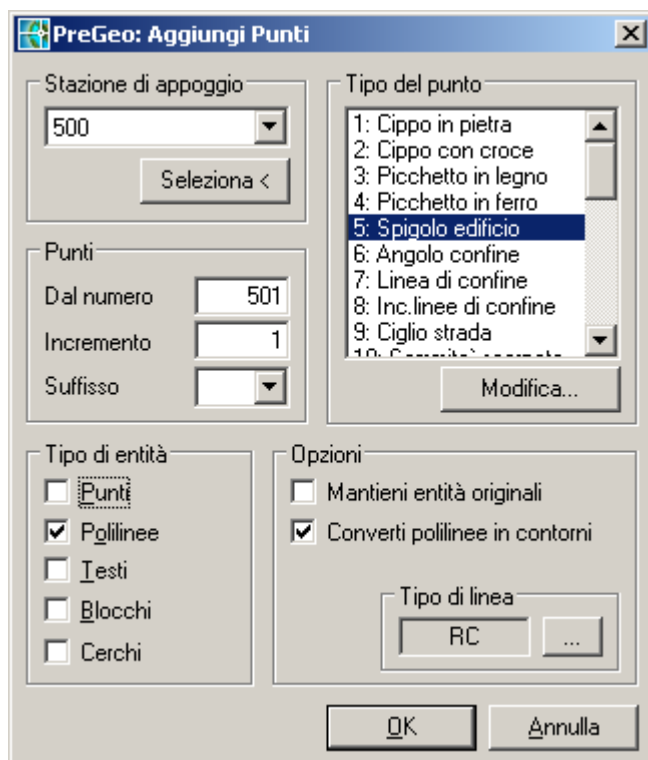 PreGeo: Aggiungi Punti
Stazione di appoggio
500
Seleziona <
Punti
Dal numero 501
Incremento 1
Suffisso
Tipo del punto
1: Cippo in pietra
2: Cippo con croce
3: Picchetto in legno
4: Picchetto in ferro
5: Spigolo edificio
6: Angolo confine
7: Linea di confine
8: Inc.linee di confine
9: Ciglio strada
Modifica...
Tipo di entità
Punti
Polilinee
Testi
Blocchi
Cerchi
Opzioni
Mantieni entità originali
Converti polilinee in contorni
Tipo di linea
RC ...
OK Annulla